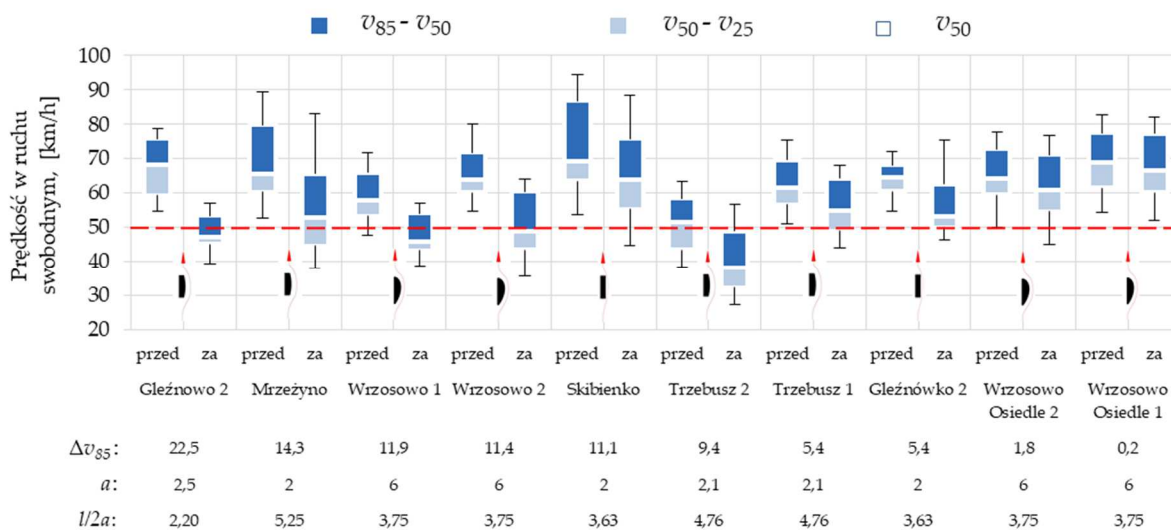 v85 - v50 v50 - v25 v50
Prędkość w ruchu
swobodnym, [km/h]
100
90
80
70
60
50
40
30
20
przed za przed za przed za przed za przed za przed za przed za przed za przed za przed za
Gleźnowo 2 Mrzeżyno Wrzosowo 1 Wrzosowo 2 Skibienko Trzebusz 2 Trzebusz 1 Gleźnówko 2 Wrzosowo Osiedle 2 Wrzosowo Osiedle 1
Δv85: 22,5 14,3 11,9 11,4 11,1 9,4 5,4 5,4 1,8 0,2
a: 2,5 2 6 6 2 2,1 2,1 2 6 6
l/2a: 2,20 5,25 3,75 3,75 3,63 4,76 4,76 3,63 3,75 3,75